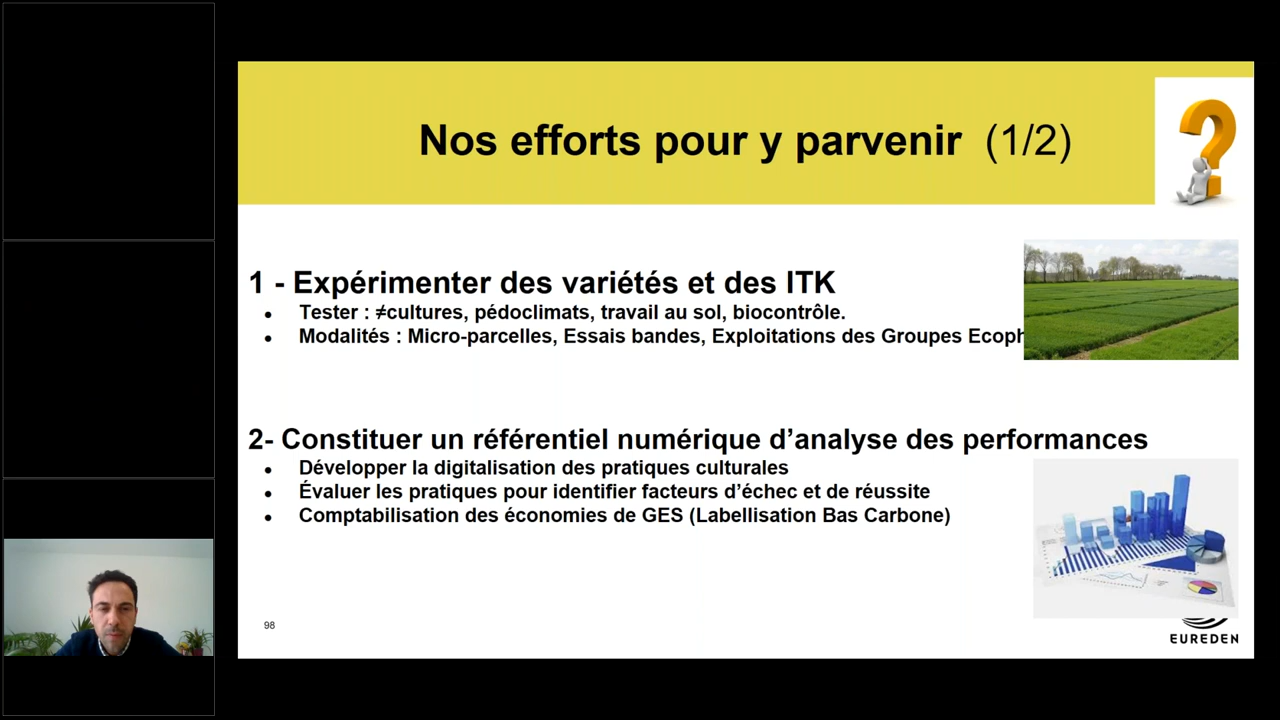 Nos efforts pour y parvenir (1/2)
1 - Expérimenter des variétés et des ITK
• Tester : ≠cultures, pédoclimats, travail au sol, biocontrôle.
• Modalités : Micro-parcelles, Essais bandes, Exploitations des Groupes Ecoph
2- Constituer un référentiel numérique d’analyse des performances
• Développer la digitalisation des pratiques culturales
• Évaluer les pratiques pour identifier facteurs d’échec et de réussite
• Comptabilisation des économies de GES (Labellisation Bas Carbone)
98
EUREDEN